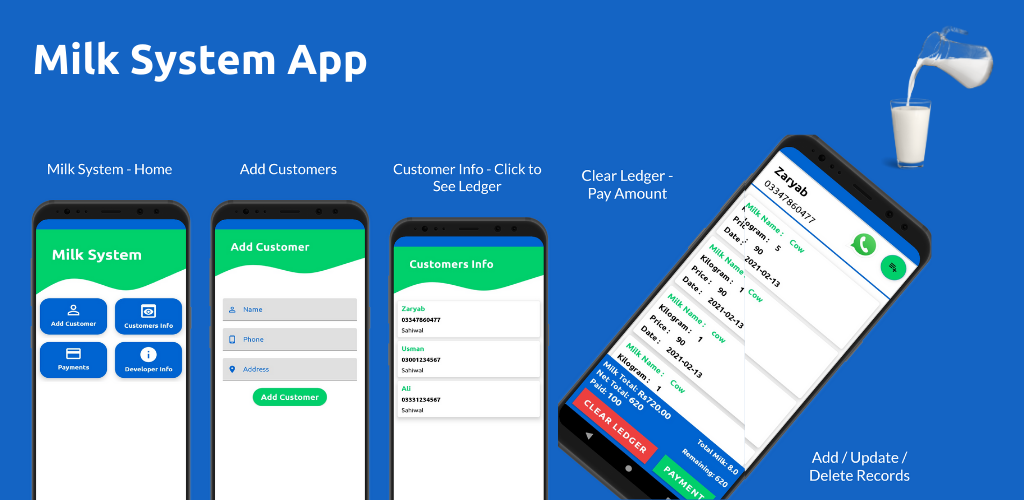 Milk System App
Milk System - Home
Add Customers
Customer Info - Click to
See Ledger
Clear Ledger -
Pay Amount
Milk System
Add Customer
Customers Info
Payments
Developer Info
Add Customer
Name
Phone
Address
Add Customer
Customers Info
Zaryab
03347860477
Sahiwal
Usman
03001234567
Sahiwal
Ali
03331234567
Sahiwal
Zaryab
03347860477
Milk Name : Cow
Kilogram : 5
Price : 90
Date : 2021-02-13
Milk Name : Cow
Kilogram : 1
Price : 90
Date : 2021-02-13
Milk Name : cow
Kilogram : 1
Price : 90
Date : 2021-02-13
Milk Name : Cow
Kilogram : 1
Milk Total: Rs720.00
Total Milk: 8.0
Net Total: 620
Remaining: 620
Paid: 100
CLEAR LEDGER
PAYMENT
Add / Update /
Delete Records